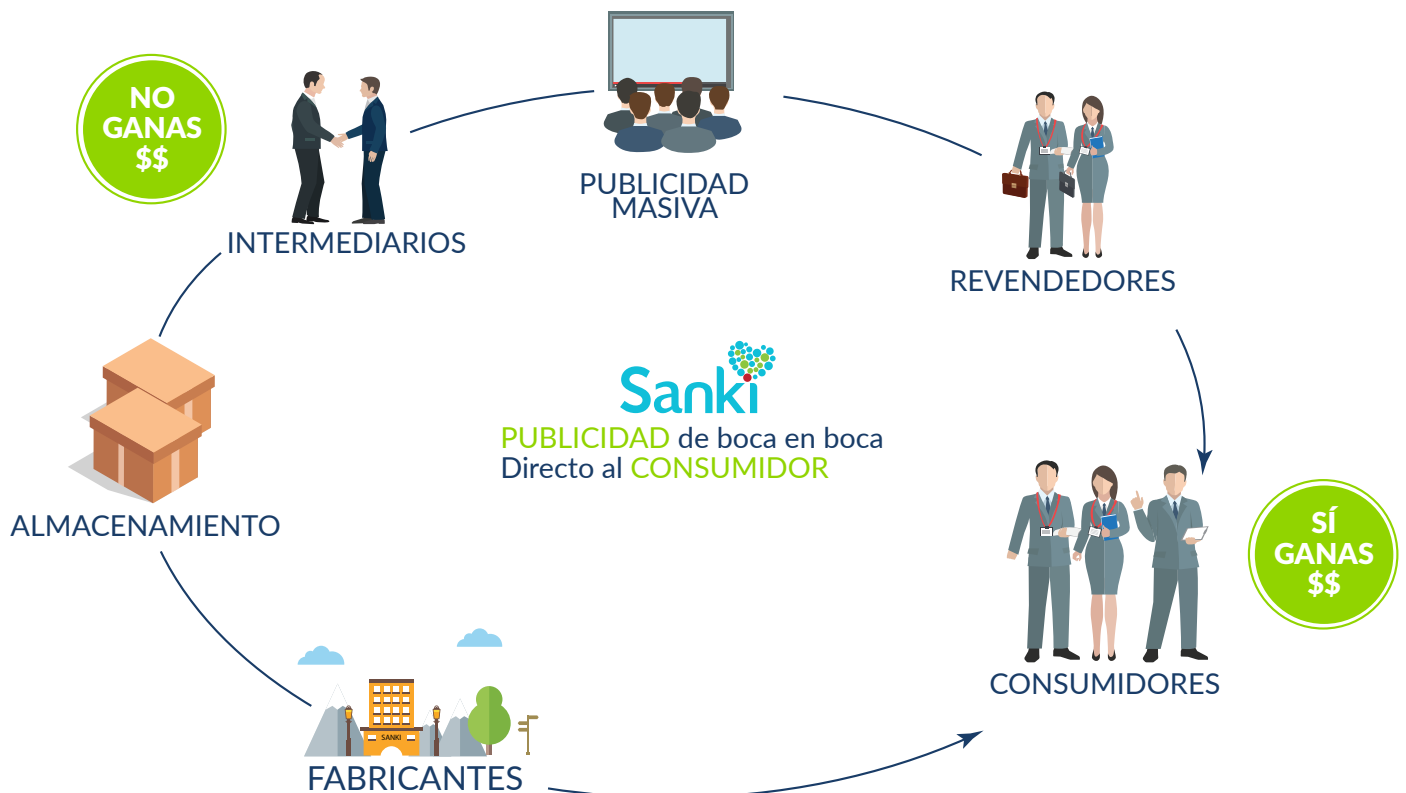 NO
GANAS
$$
INTERMEDIARIOS
PUBLICIDAD
MASIVA
REVENDEDORES
Sanki
PUBLICIDAD de boca en boca
Directo al CONSUMIDOR
ALMACENAMIENTO
SÍ
GANAS
$$
CONSUMIDORES
SANKI
FABRICANTES